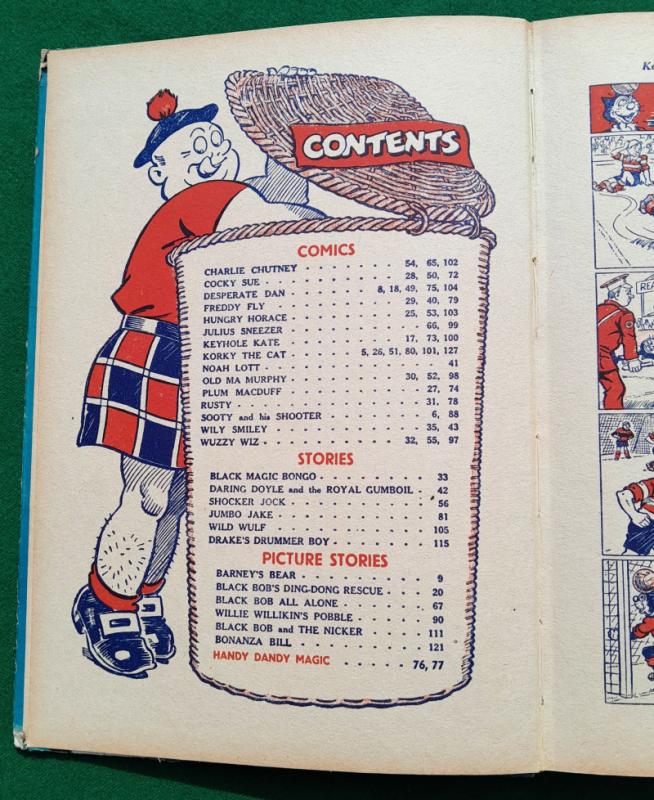 CONTENTS
COMICS
CHARLIE CHUTNEY . . . . . . . 54, 65, 102
COCKY SUE . . . . . . . . . 28, 50, 72
DESPERATE DAN . . . . . . 8, 18, 49, 75, 104
FREDDY FLY . . . . . . . . . 29, 40, 79
HUNGRY HORACE . . . . . . . 25, 53, 103
JULIUS SNEEZER . . . . . . . . . 66, 99
KEYHOLE KATE . . . . . . . 17, 73, 100
KORKY THE CAT . . . . . 5, 26, 51, 80, 101, 127
NOAH LOTT . . . . . . . . . . . 41
OLD MA MURPHY . . . . . . . 30, 52, 98
PLUM MACDUFF . . . . . . . . . 27, 74
RUSTY . . . . . . . . . . . . 31, 78
SOOTY and his SHOOTER . . . . . . . 6, 88
WILY SMILEY . . . . . . . . . . 35, 43
WUZZY WIZ . . . . . . . . . 32, 55, 97
STORIES
BLACK MAGIC BONGO . . . . . . . . 33
DARING DOYLE and the ROYAL GUMBOIL . 42
SHOCKER JOCK . . . . . . . . . . 56
JUMBO JAKE . . . . . . . . . . . 81
WILD WULF . . . . . . . . . . . 105
DRAKE'S DRUMMER BOY . . . . . . . 115
PICTURE STORIES
BARNEY'S BEAR . . . . . . . . . . 9
BLACK BOB'S DING-DONG RESCUE . . . . 20
BLACK BOB ALL ALONE . . . . . . . 67
WILLIE WILLIKIN'S POBBLE . . . . . . 90
BLACK BOB and THE NICKER . . . . . 111
BONANZA BILL . . . . . . . . . . 121
HANDY DANDY MAGIC . . . . . . 76, 77